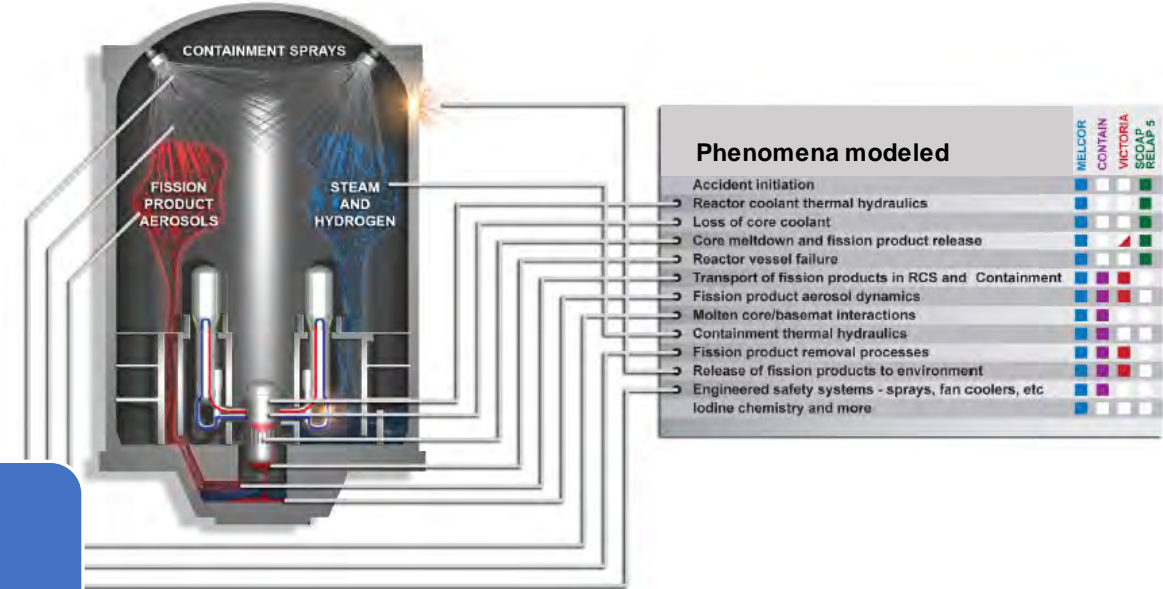 CONTAINMENT SPRAYS
FISSION
PRODUCT
AEROSOLS
STEAM
AND
HYDROGEN
Phenomena modeled
MELCOR
CONTAIN
VICTORIA
SCOAP
RELAP 5
Accident initiation
Reactor coolant thermal hydraulics
Loss of core coolant
Core meltdown and fission product release
Reactor vessel failure
Transport of fission products in RCS and Containment
Fission product aerosol dynamics
Molten core/basemat interactions
Containment thermal hydraulics
Fission product removal processes
Release of fission products to environment
Engineered safety systems - sprays, fan coolers, etc
Iodine chemistry and more